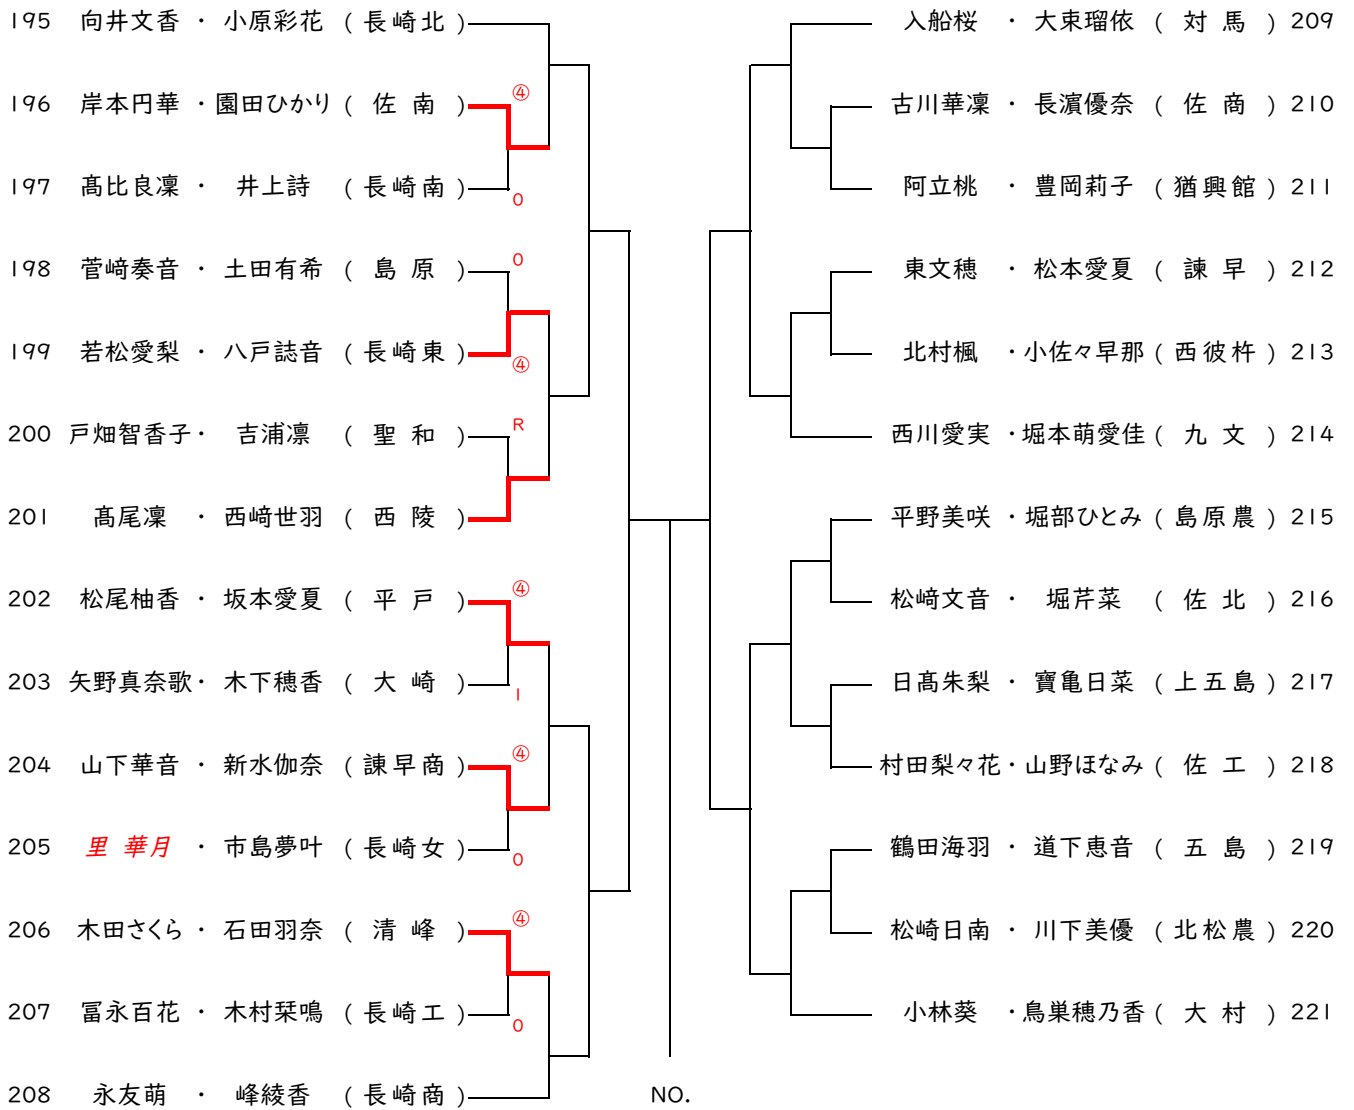 195 向井文香 ・ 小原彩花 ( 長崎北 )
④
196 岸本円華 ・ 園田ひかり ( 佐 南 )
197 髙比良凜 ・ 井上詩 ( 長崎南 )
0
0
198 菅﨑奏音 ・ 土田有希 ( 島 原 )
199 若松愛梨 ・ 八戸誌音 ( 長崎東 )
④
R
200 戸畑智香子 ・ 吉浦凛 ( 聖 和 )
201 髙尾凜 ・ 西﨑世羽 ( 西 陵 )
④
202 松尾柚香 ・ 坂本愛夏 ( 平 戸 )
203 矢野真奈歌 ・ 木下穂香 ( 大 崎 )
1
④
204 山下華音 ・ 新水伽奈 ( 諫早商 )
205 里 華月 ・ 市島夢叶 ( 長崎女 )
0
④
206 木田さくら ・ 石田羽奈 ( 清 峰 )
207 冨永百花 ・ 木村栞鳴 ( 長崎工 )
0
208 永友萌 ・ 峰綾香 ( 長崎商 )
入船桜 ・ 大束瑠依 ( 対 馬 ) 209
古川華凜 ・ 長濵優奈 ( 佐 商 ) 210
阿立桃 ・ 豊岡莉子 ( 猶興館 ) 211
東文穂 ・ 松本愛夏 ( 諫 早 ) 212
北村楓 ・ 小佐々早那 ( 西彼杵 ) 213
西川愛実 ・ 堀本萌愛佳 ( 九 文 ) 214
平野美咲 ・ 堀部ひとみ ( 島原農 ) 215
松﨑文音 ・ 堀芹菜 ( 佐 北 ) 216
日髙朱梨 ・ 寶亀日菜 ( 上五島 ) 217
村田梨々花 ・ 山野ほなみ ( 佐 工 ) 218
鶴田海羽 ・ 道下恵音 ( 五 島 ) 219
松崎日南 ・ 川下美優 ( 北松農 ) 220
小林葵 ・ 鳥巣穂乃香 ( 大 村 ) 221
NO.